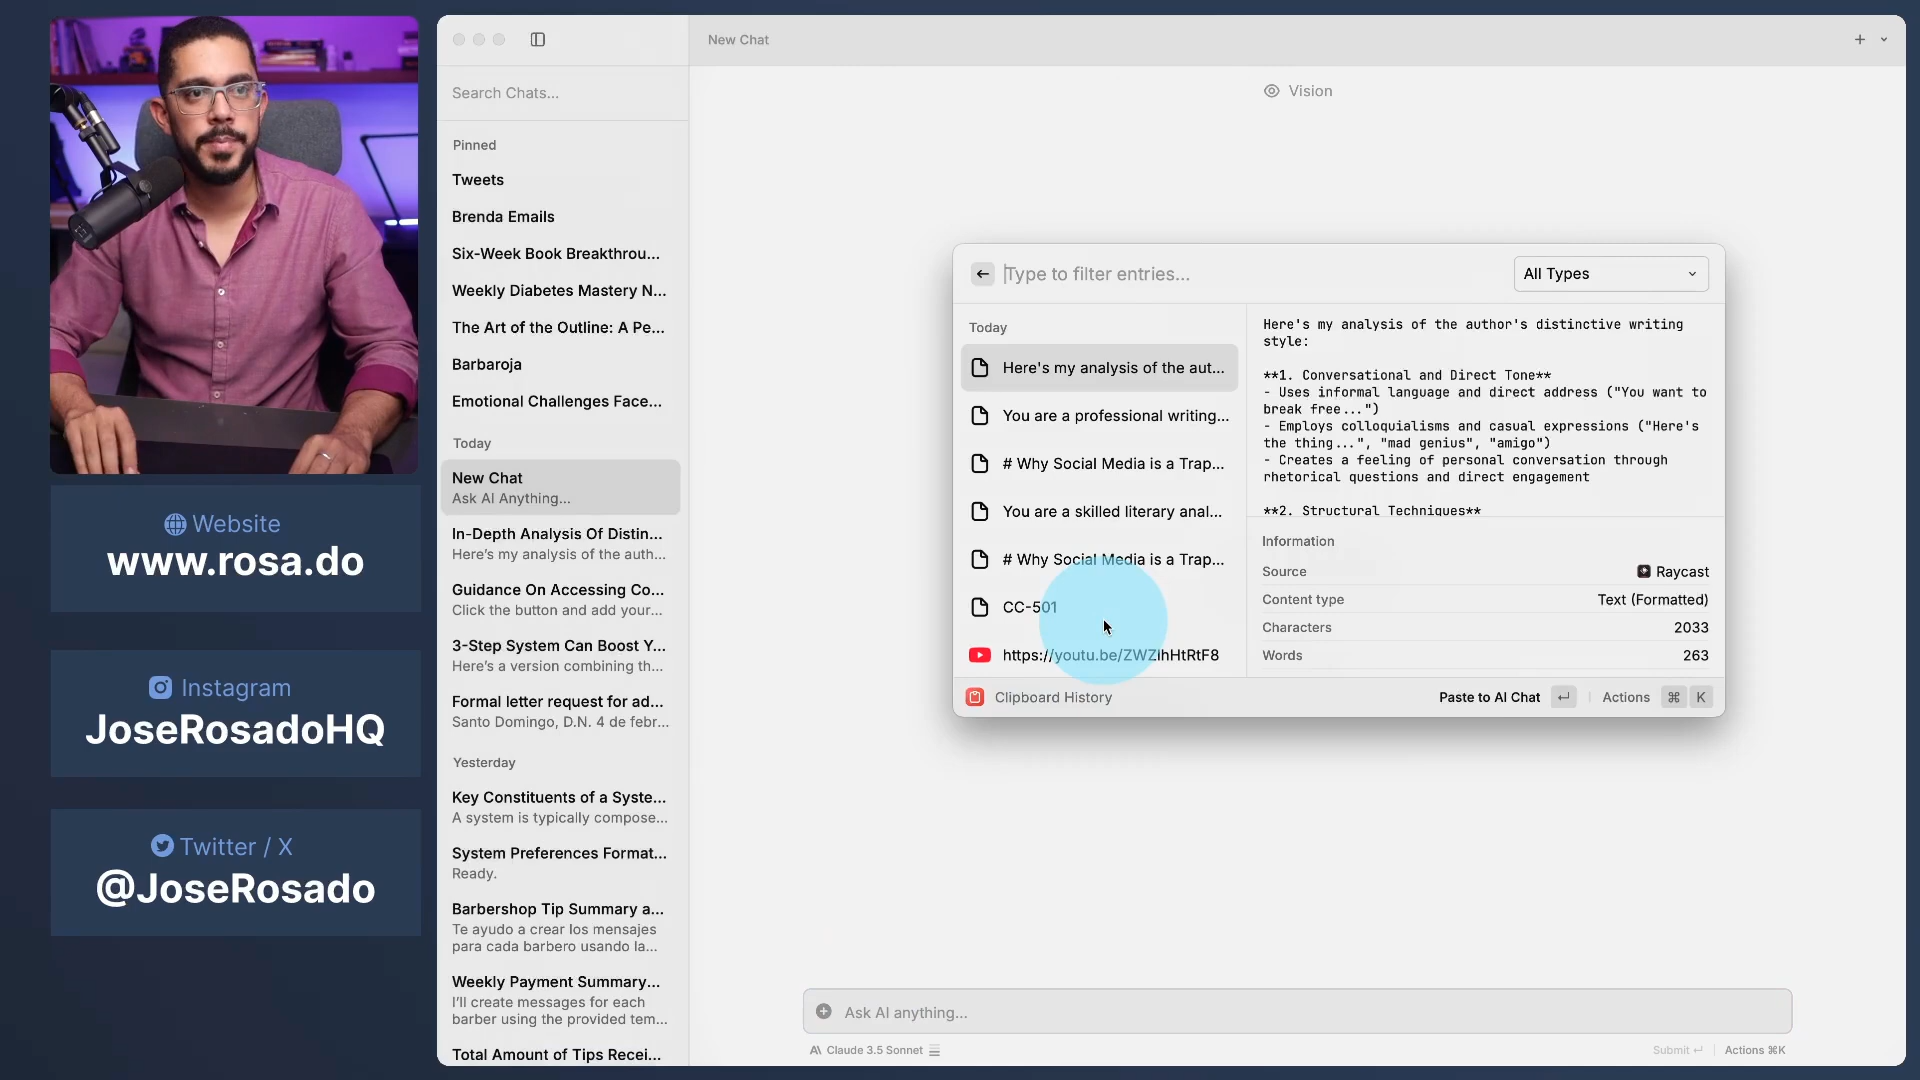 Website
www.rosa.do
Instagram
JoseRosadoHQ
Twitter / X
@JoseRosado
Search Chats...
Pinned
Tweets
Brenda Emails
Six-Week Book Breakthrou...
Weekly Diabetes Mastery N...
The Art of the Outline: A Pe...
Barbaroja
Emotional Challenges Face...
Today
New Chat
Ask AI Anything...
In-Depth Analysis Of Distin...
Here's my analysis of the auth...
Guidance On Accessing Co...
Click the button and add your...
3-Step System Can Boost Y...
Here's a version combining th...
Formal letter request for ad...
Santo Domingo, D.N. 4 de febr...
Yesterday
Key Constituents of a Syste...
A system is typically compose...
System Preferences Format...
Ready.
Barbershop Tip Summary a...
Te ayudo a crear los mensajes
para cada barbero usando la...
Weekly Payment Summary...
I'll create messages for each
barber using the provided tem...
Total Amount of Tips Recei...
New Chat
Vision
Type to filter entries...
All Types
Today
Here's my analysis of the aut...
You are a professional writing...
# Why Social Media is a Trap...
You are a skilled literary anal...
# Why Social Media is a Trap...
CC-501
https://youtu.be/ZWZIhHtRtF8
Here's my analysis of the author's distinctive writing
style:
**1. Conversational and Direct Tone**
- Uses informal language and direct address ("You want to
break free...")
- Employs colloquialisms and casual expressions ("Here's
the thing...", "mad genius", "amigo")
- Creates a feeling of personal conversation through
rhetorical questions and direct engagement
**2. Structural Techniques**
Information
Source Raycast
Content type Text (Formatted)
Characters 2033
Words 263
Clipboard History
Paste to AI Chat
Actions ⌘ K
Ask AI anything...
Claude 3.5 Sonnet
Submit ↵
Actions ⌘K